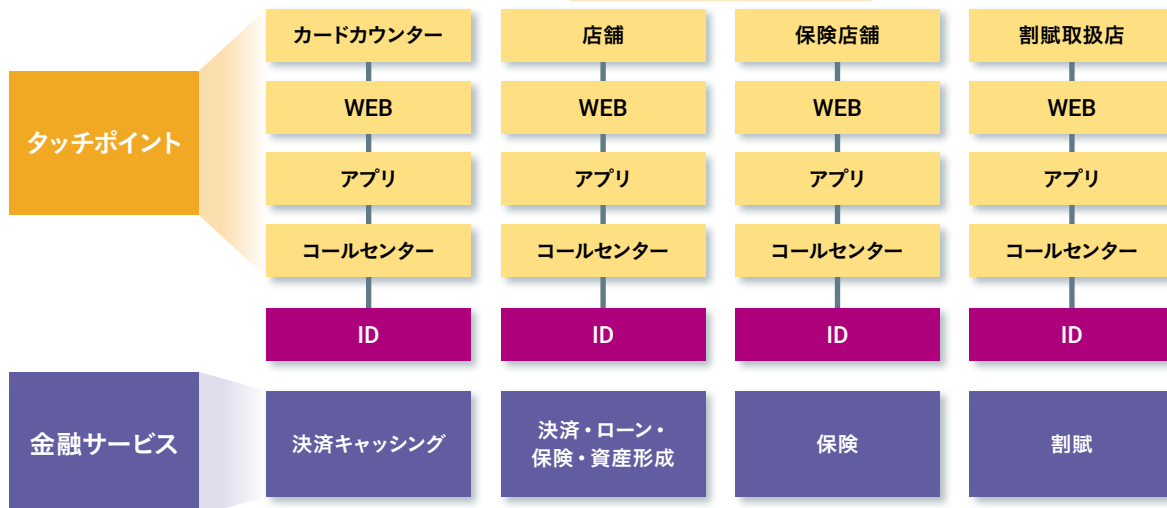 カードカウンター
店舗
保険店舗
割賦取扱店
タッチポイント
WEB
WEB
WEB
WEB
アプリ
アプリ
アプリ
アプリ
コールセンター
コールセンター
コールセンター
コールセンター
ID
ID
ID
ID
金融サービス
決済キャッシング
決済・ローン・
保険・資産形成
保険
割賦